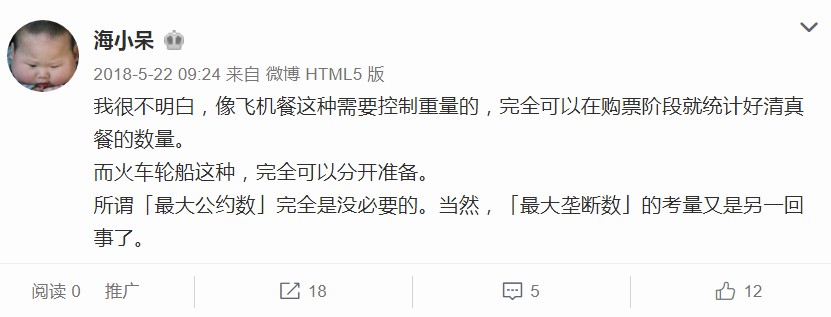 海小呆
2018-5-22 09:24 来自 微博 HTML5 版
我很不明白，像飞机餐这种需要控制重量的，完全可以在购票阶段就统计好清真
餐的数量。
而火车轮船这种，完全可以分开准备。
所谓「最大公约数」完全是没必要的。当然，「最大垄断数」的考量又是另一回
事了。
阅读 0 推广 18 5 12